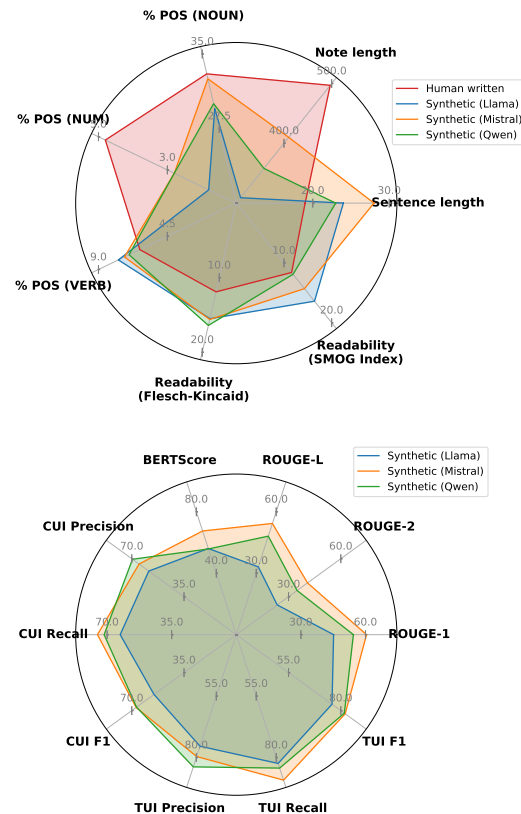 % POS (NOUN)
35.0
Note length
500.0
Human written
Synthetic (Llama)
Synthetic (Mistral)
Synthetic (Qwen)
% POS (NUM)
400.0
3.0
20.0
30.0
Sentence length
4.5
9.0
10.0
10.0
% POS (VERB)
20.0
20.0
Readability
(SMOG Index)
Readability
(Flesch-Kincaid)
Synthetic (Llama)
Synthetic (Mistral)
Synthetic (Qwen)
BERTScore
ROUGE-L
80.0
60.0
CUI Precision
ROUGE-2
70.0
60.0
40.0
30.0
35.0
30.0
CUI Recall
70.0
35.0
30.0
60.0
ROUGE-1
35.0
55.0
55.0
55.0
70.0
80.0
CUI F1
TUI F1
80.0
80.0
TUI Precision
TUI Recall